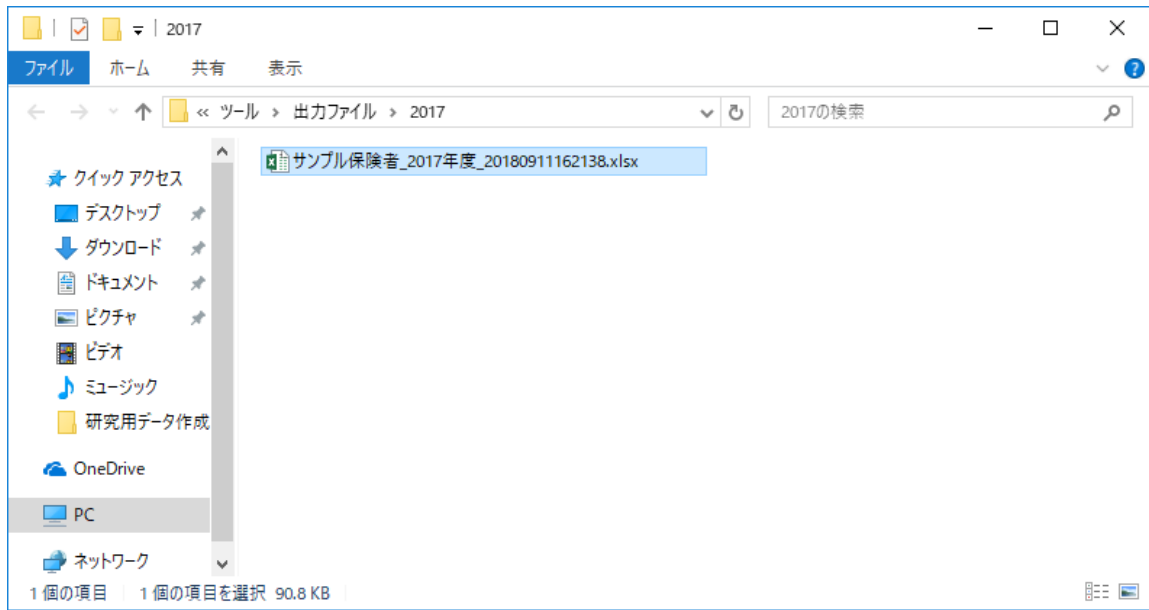 2017
ファイル ホーム 共有 表示
« ツール › 出力ファイル › 2017 2017の検索
サンプル保険者_2017年度_20180911162138.xlsx
クイック アクセス
デスクトップ
ダウンロード
ドキュメント
ピクチャ
ビデオ
ミュージック
研究用データ作成
OneDrive
PC
ネットワーク
1 個の項目 1 個の項目を選択 90.8 KB